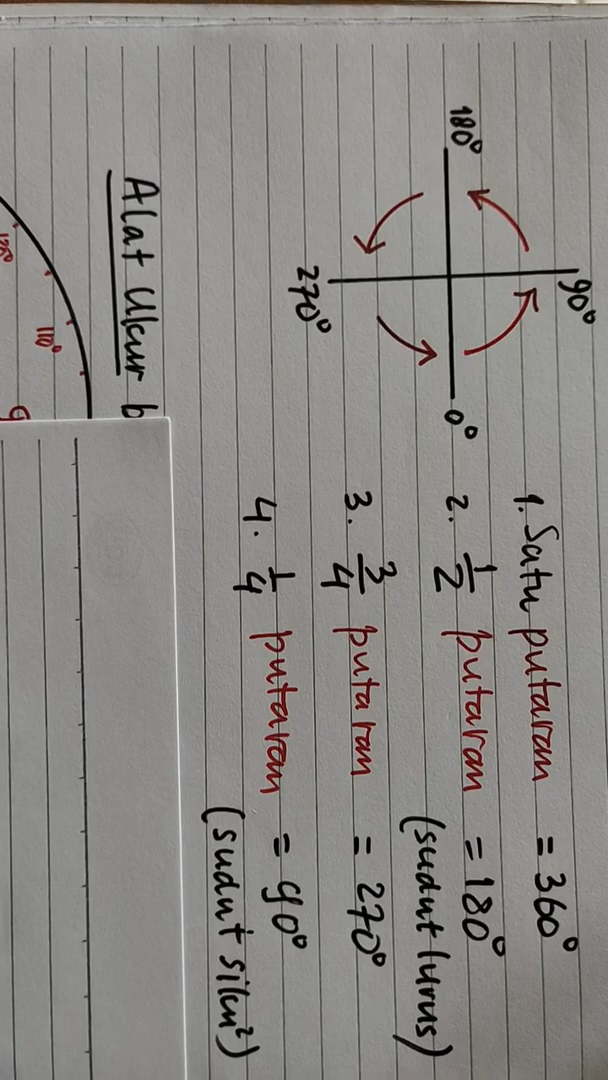 90°
180°
0°
270°
1. Satu putaran = 360°
2. 1/2 putaran = 180°
(sudut lurus)
3. 3/4 putaran = 270°
4. 1/4 putaran = 90°
(sudut siku²)
Alat Ukur b
110°